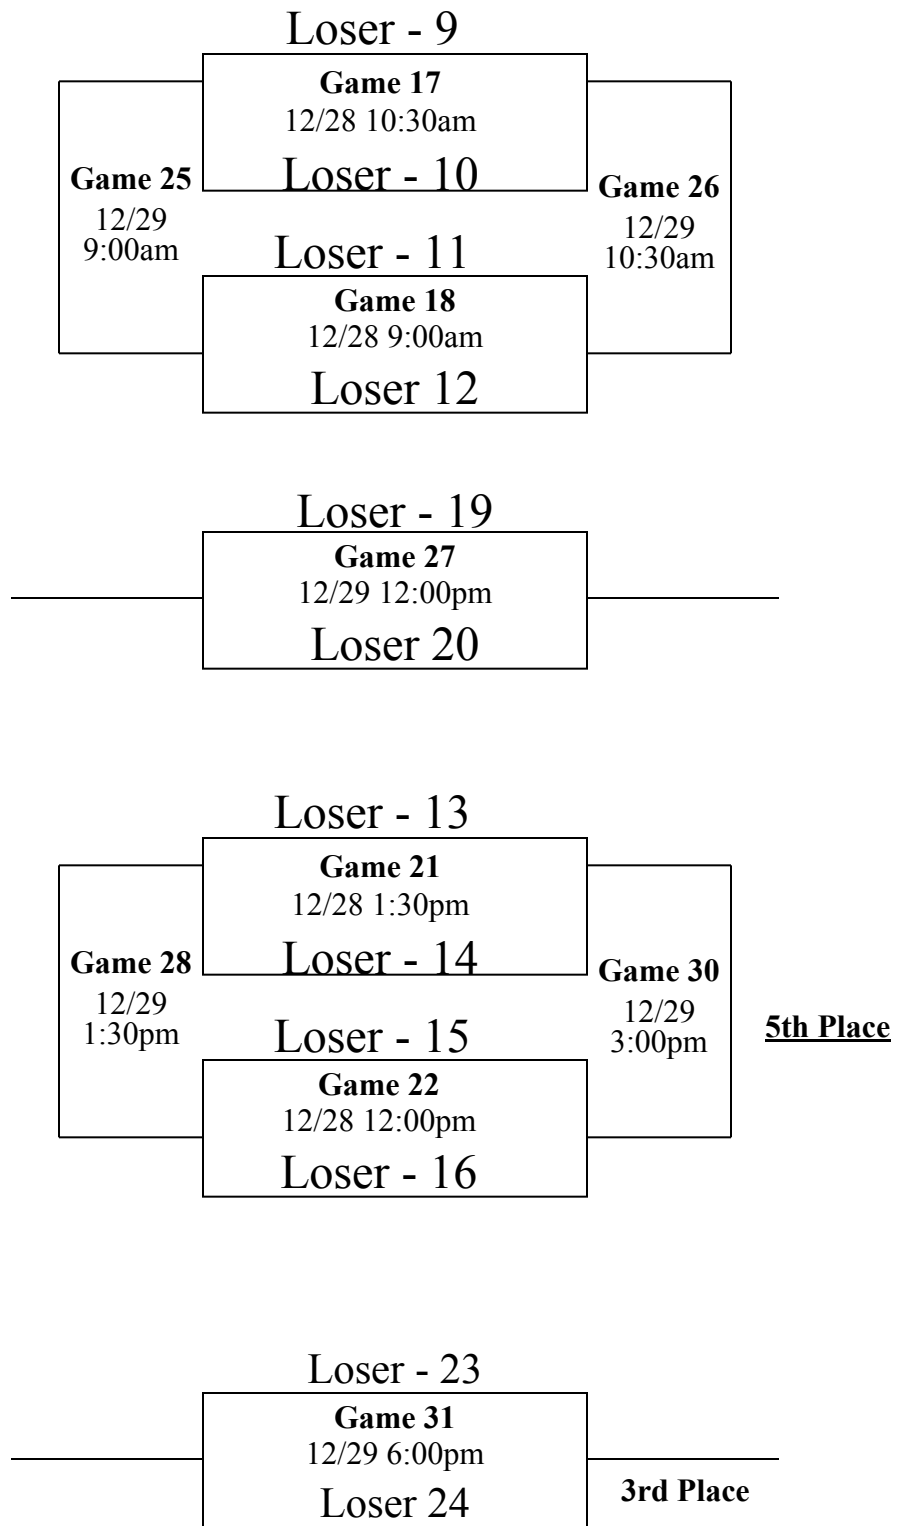 Loser - 9
Game 17
12/28 10:30am
Loser - 10
Game 25
12/29
9:00am
Game 26
12/29
10:30am
Loser - 11
Game 18
12/28 9:00am
Loser 12
Loser - 19
Game 27
12/29 12:00pm
Loser 20
Loser - 13
Game 21
12/28 1:30pm
Loser - 14
Game 28
12/29
1:30pm
Game 30
12/29
3:00pm
5th Place
Loser - 15
Game 22
12/28 12:00pm
Loser - 16
Loser - 23
Game 31
12/29 6:00pm
Loser 24
3rd Place